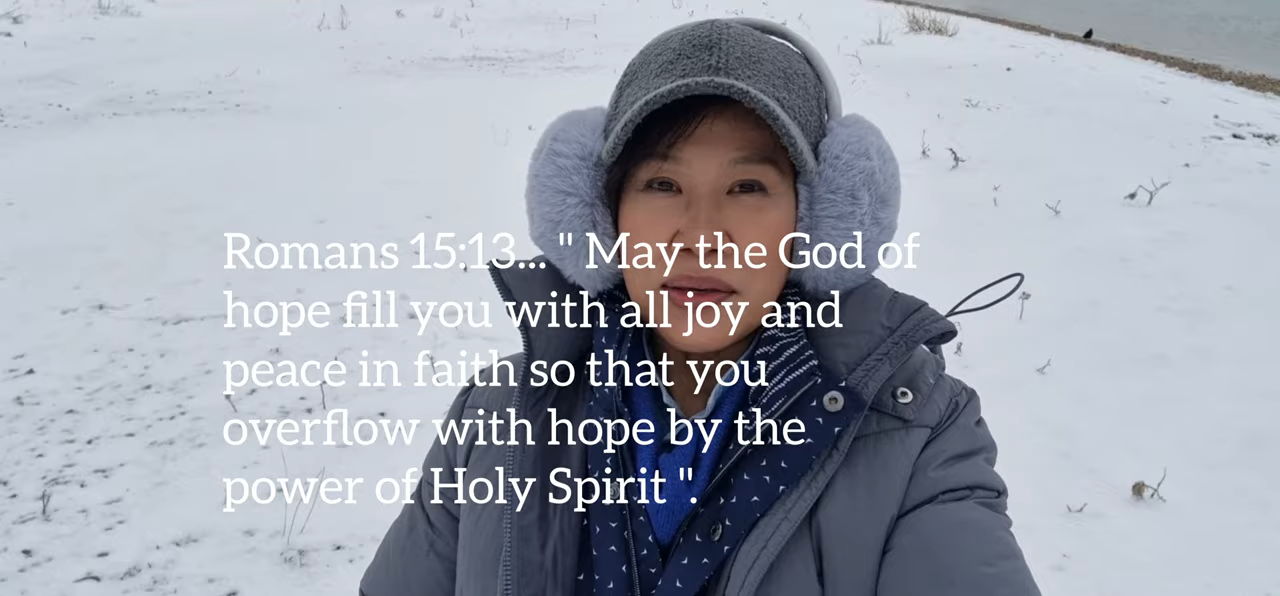 Romans 15:13... " May the God of
hope fill you with all joy and
peace in faith so that you
overflow with hope by the
power of Holy Spirit ".